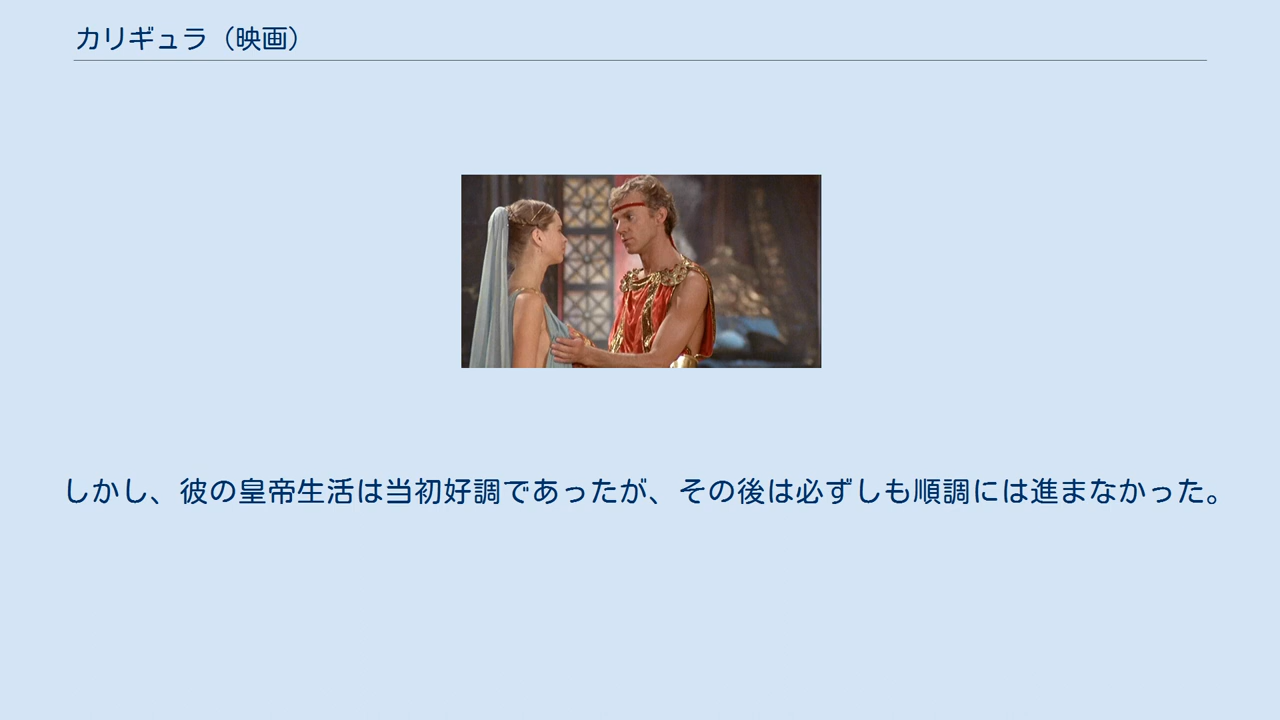 カリギュラ（映画）
しかし、彼の皇帝生活は当初好調であったが、その後は必ずしも順調には進まなかった。